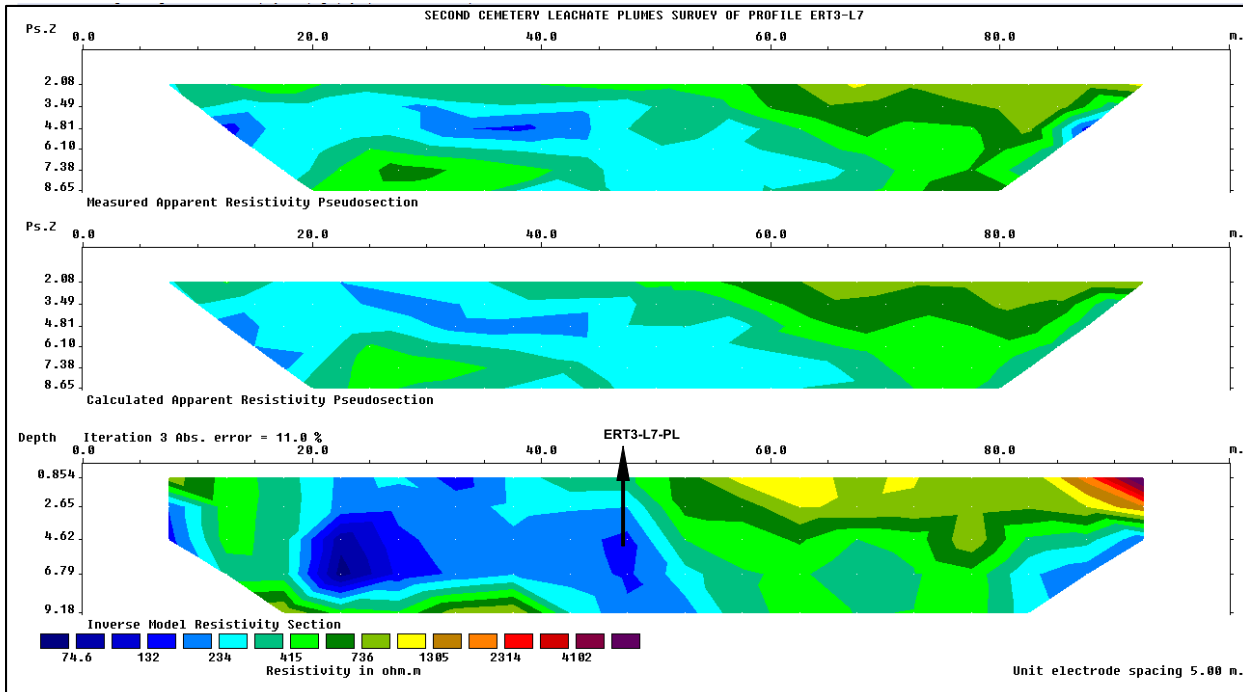 SECOND CEMETERY LEACHATE PLUMES SURVEY OF PROFILE ERT3-L7
Ps.Z 0.0 20.0 40.0 60.0 80.0 m.
2.08
3.49
4.81
6.10
7.38
8.65
Measured Apparent Resistivity Pseudosection
Ps.Z 0.0 20.0 40.0 60.0 80.0 m.
2.08
3.49
4.81
6.10
7.38
8.65
Calculated Apparent Resistivity Pseudosection
Depth Iteration 3 Abs. error = 11.0 % ERT3-L7-PL
0.0 20.0 40.0 60.0 80.0 m.
0.854
2.65
4.62
6.79
9.18
Inverse Model Resistivity Section
74.6 132 234 415 736 1305 2314 4102
Resistivity in ohm.m Unit electrode spacing 5.00 m.